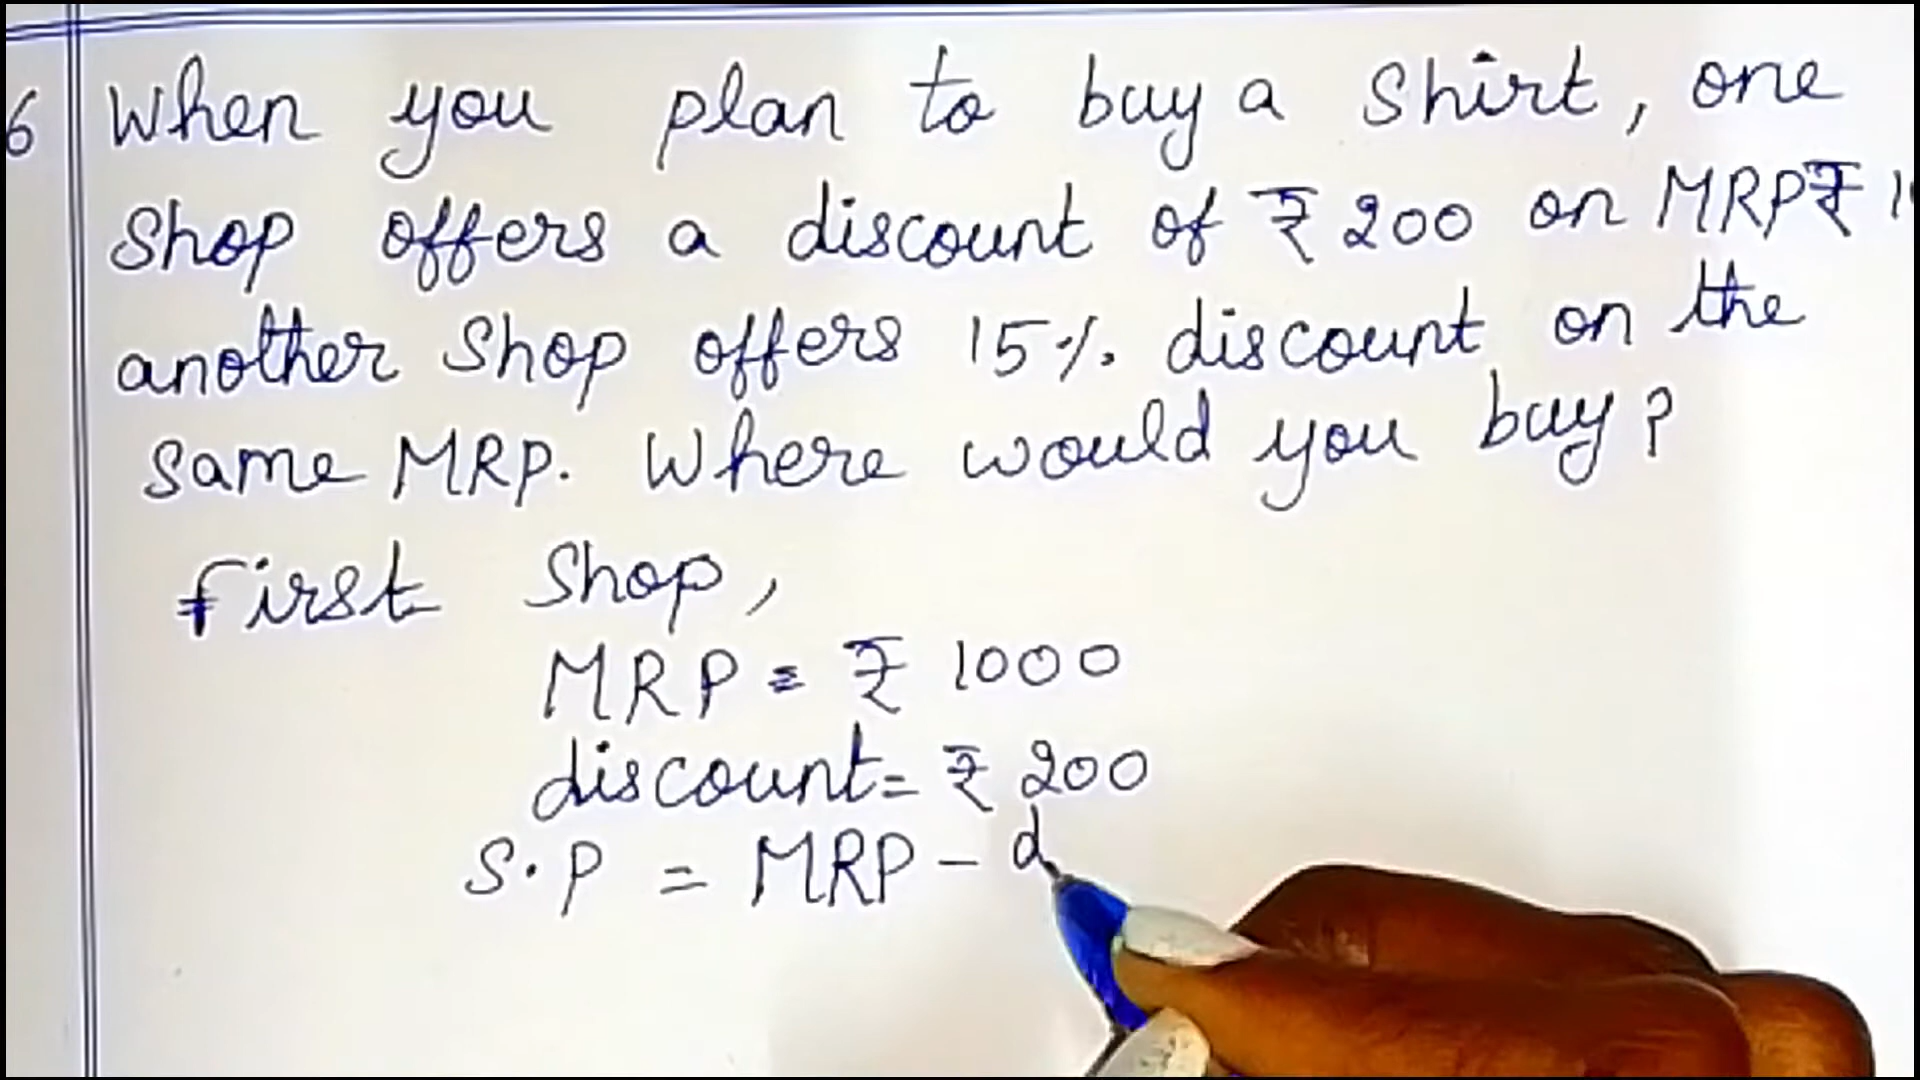 6 When you plan to buy a Shirt, one
Shop offers a discount of ₹ 200 on MRP ₹ 1
another Shop offers 15% discount on the
Same MRP. Where would you buy?
First Shop,
MRP = ₹ 1000
discount = ₹ 200
S.P = MRP - d